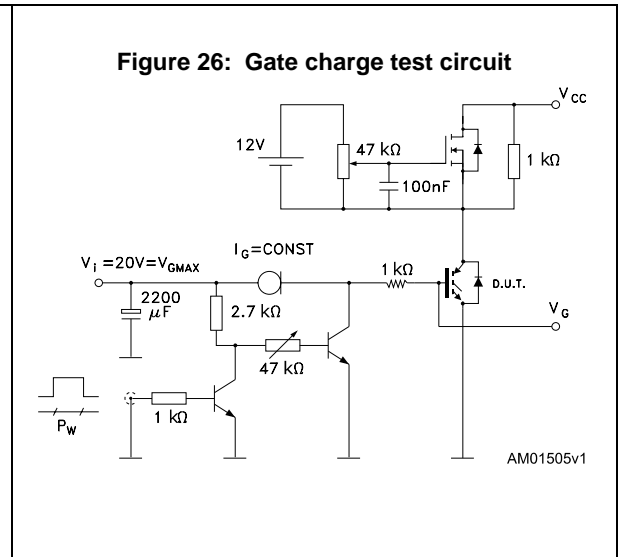 Figure 26: Gate charge test circuit
V CC
12V
47 kΩ
1 kΩ
100nF
I G=CONST
V i =20V=V GMAX
1 kΩ
D.U.T.
2200
μF
2.7 kΩ
V G
47 kΩ
1 kΩ
P W
AM01505v1